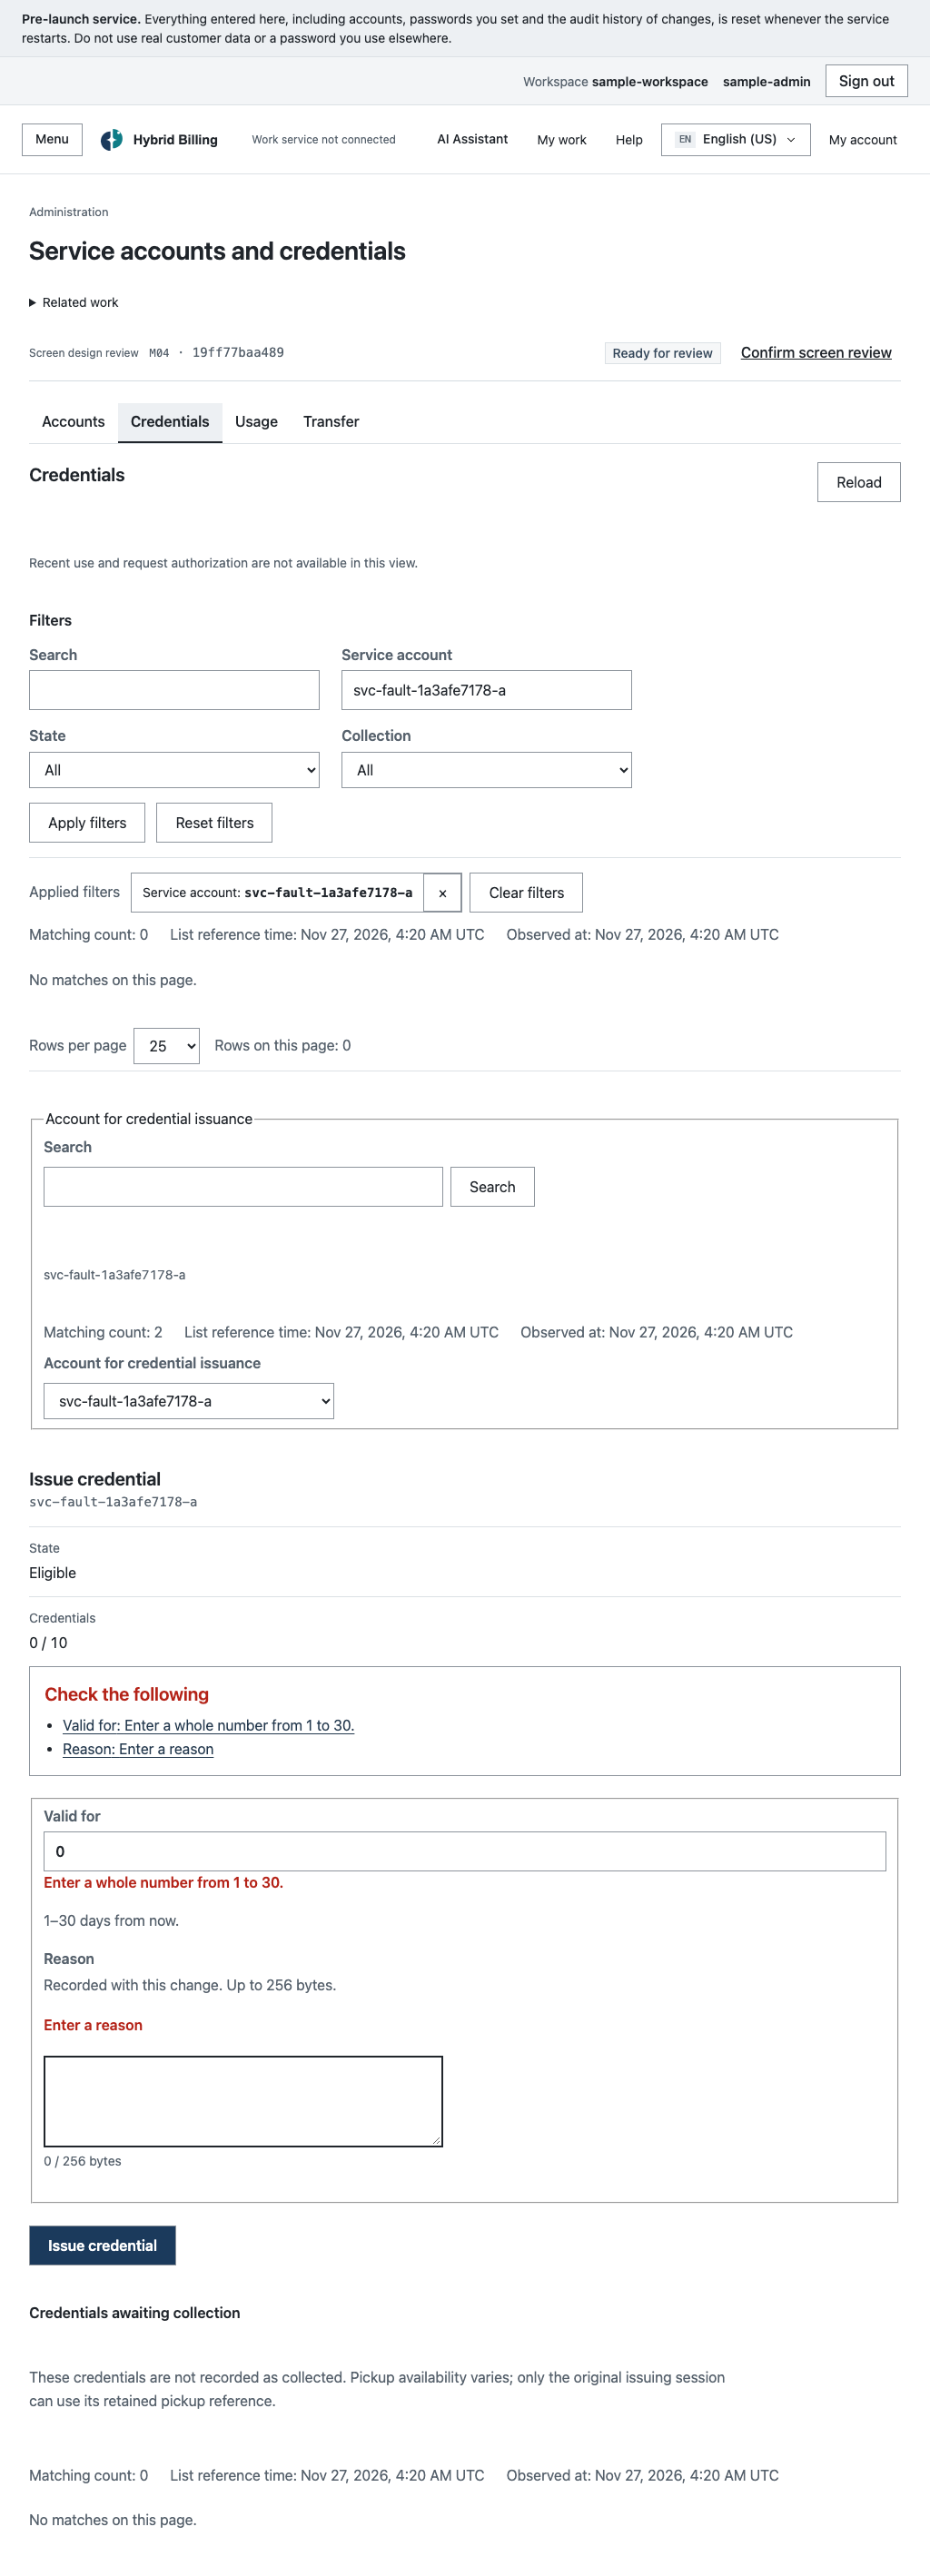 Pre-launch service. Everything entered here, including accounts, passwords you set and the audit history of changes, is reset whenever the service
restarts. Do not use real customer data or a password you use elsewhere.
Workspace sample-workspace sample-admin Sign out
Menu Hybrid Billing Work service not connected AI Assistant My work Help EN English (US) My account
Administration
Service accounts and credentials
Related work
Screen design review M04 · 19ff77baa489 Ready for review Confirm screen review
Accounts Credentials Usage Transfer
Credentials Reload
Recent use and request authorization are not available in this view.
Filters
Search Service account
svc-fault-1a3afe7178-a
State Collection
All All
Apply filters Reset filters
Applied filters Service account: svc-fault-1a3afe7178-a × Clear filters
Matching count: 0 List reference time: Nov 27, 2026, 4:20 AM UTC Observed at: Nov 27, 2026, 4:20 AM UTC
No matches on this page.
Rows per page 25 Rows on this page: 0
Account for credential issuance
Search
Search
svc-fault-1a3afe7178-a
Matching count: 2 List reference time: Nov 27, 2026, 4:20 AM UTC Observed at: Nov 27, 2026, 4:20 AM UTC
Account for credential issuance
svc-fault-1a3afe7178-a
Issue credential
svc-fault-1a3afe7178-a
State
Eligible
Credentials
0 / 10
Check the following
• Valid for: Enter a whole number from 1 to 30.
• Reason: Enter a reason
Valid for
0
Enter a whole number from 1 to 30.
1–30 days from now.
Reason
Recorded with this change. Up to 256 bytes.
Enter a reason
0 / 256 bytes
Issue credential
Credentials awaiting collection
These credentials are not recorded as collected. Pickup availability varies; only the original issuing session
can use its retained pickup reference.
Matching count: 0 List reference time: Nov 27, 2026, 4:20 AM UTC Observed at: Nov 27, 2026, 4:20 AM UTC
No matches on this page.